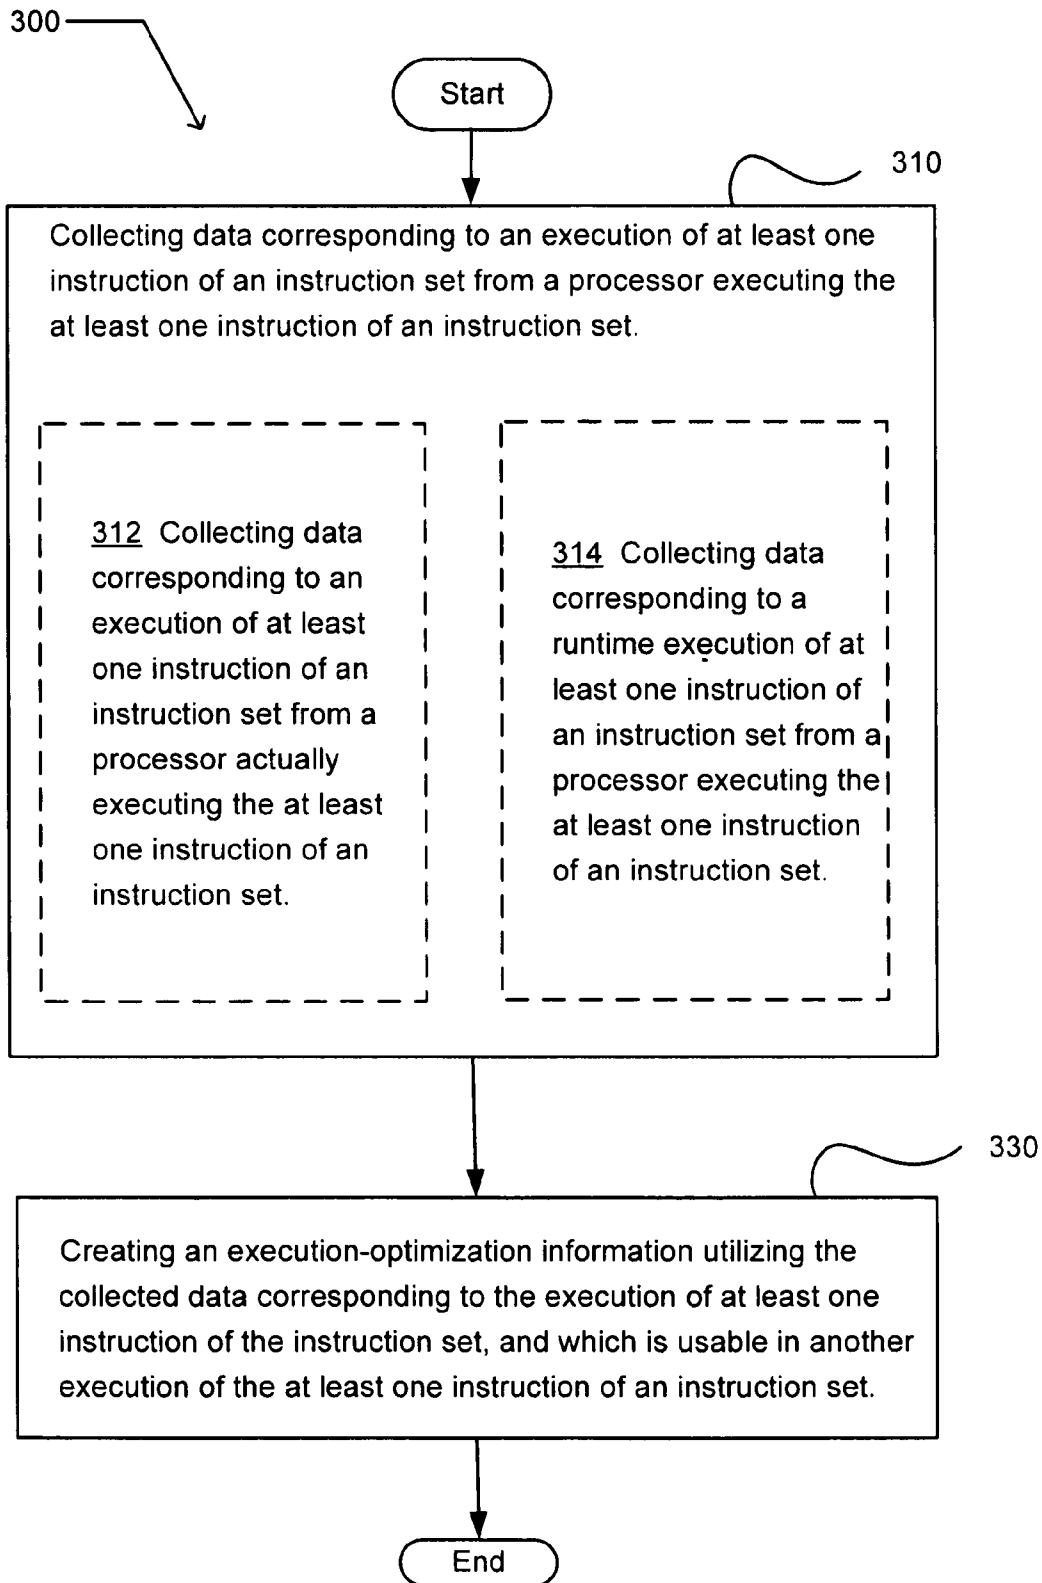 300
Start
310
Collecting data corresponding to an execution of at least one
instruction of an instruction set from a processor executing the
at least one instruction of an instruction set.
312 Collecting data
corresponding to an
execution of at least
one instruction of an
instruction set from a
processor actually
executing the at least
one instruction of an
instruction set.
314 Collecting data
corresponding to a
runtime execution of at
least one instruction of
an instruction set from a
processor executing the
at least one instruction
of an instruction set.
330
Creating an execution-optimization information utilizing the
collected data corresponding to the execution of at least one
instruction of the instruction set, and which is usable in another
execution of the at least one instruction of an instruction set.
End